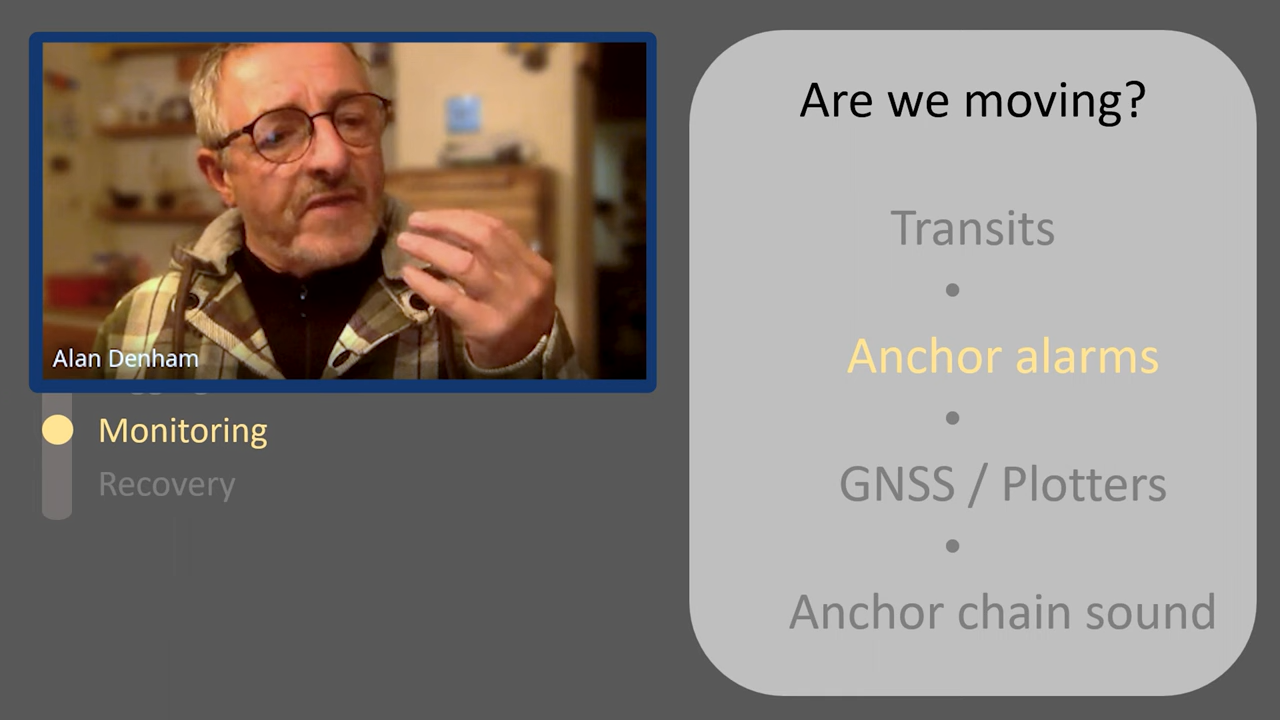 Alan Denham
Monitoring
Recovery
Are we moving?
Transits
•
Anchor alarms
•
GNSS / Plotters
•
Anchor chain sound